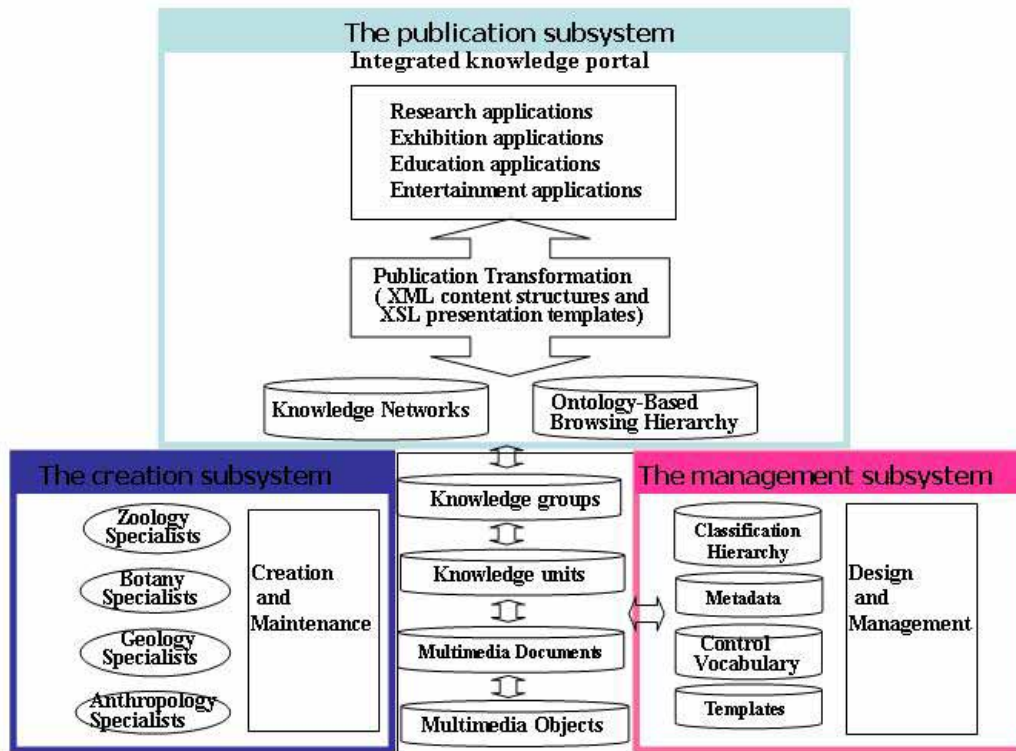 The publication subsystem
Integrated knowledge portal
Research applications
Exhibition applications
Education applications
Entertainment applications
Publication Transformation
( XML content structures and
XSL presentation templates)
Knowledge Networks
Ontology-Based
Browsing Hierarchy
The creation subsystem
Zoology
Specialists
Botany
Specialists
Geology
Specialists
Anthropology
Specialists
Creation
and
Maintenance
Knowledge groups
Knowledge units
Multimedia Documents
Multimedia Objects
The management subsystem
Classification
Hierarchy
Metadata
Control
Vocabulary
Templates
Design
and
Management